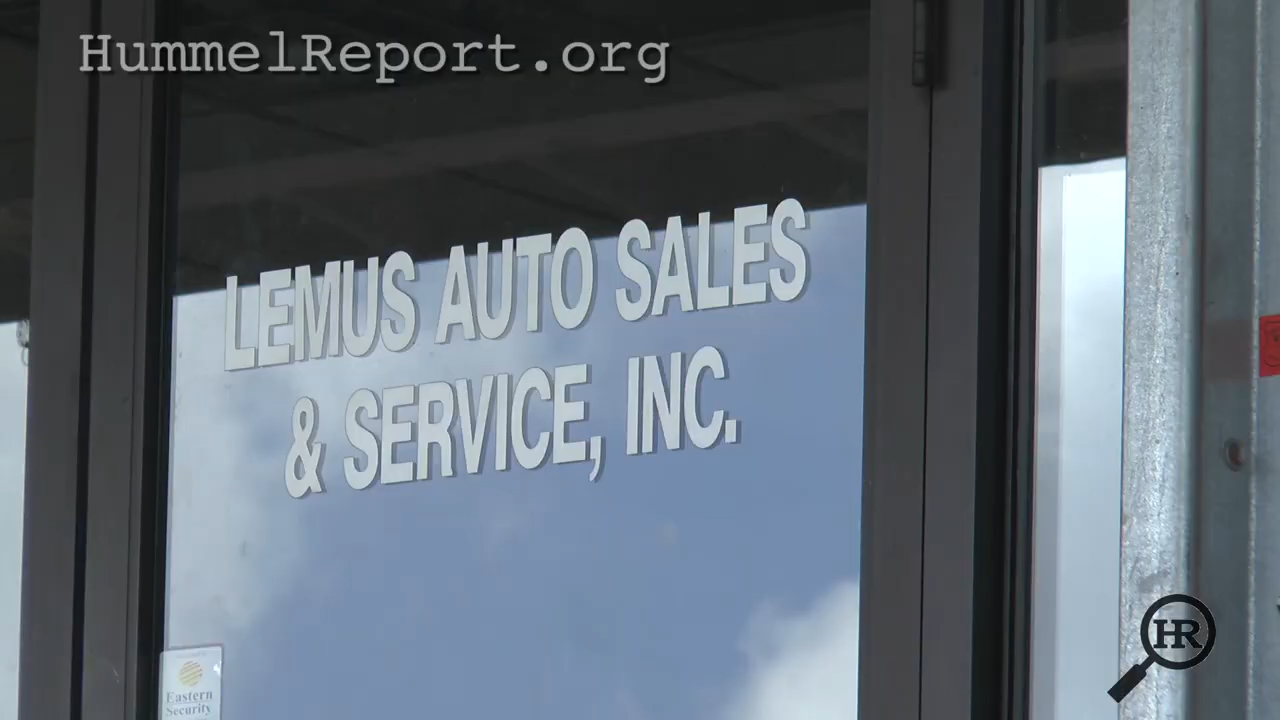 HummelReport.org
LEMUS AUTO SALES
& SERVICE, INC.
Eastern
Security
HR